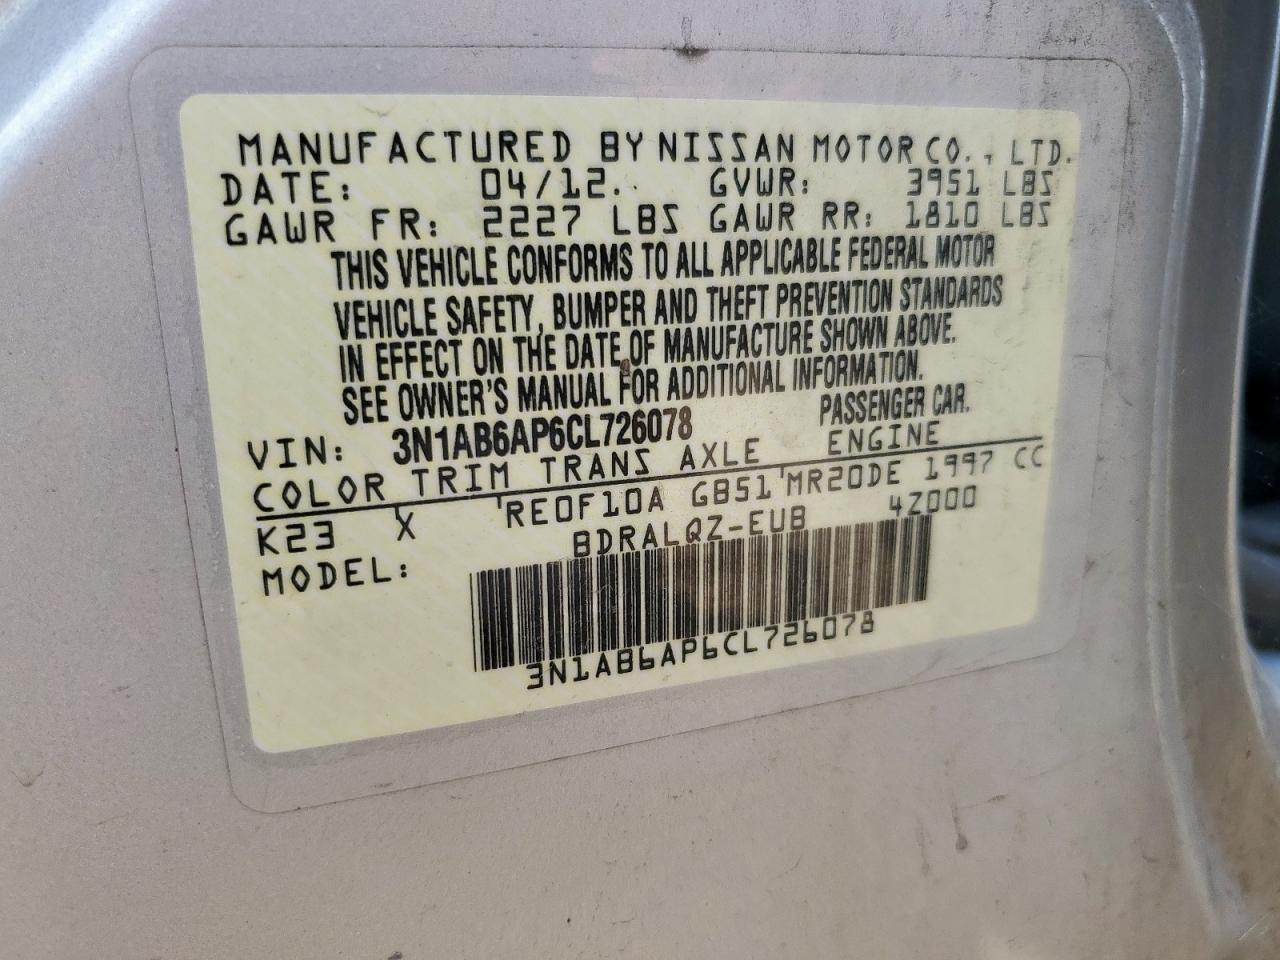 MANUFACTURED BY NISSAN MOTOR CO., LTD.
DATE: 04/12 GVWR: 3951 LBS
GAWR FR: 2227 LBS GAWR RR: 1810 LBS
THIS VEHICLE CONFORMS TO ALL APPLICABLE FEDERAL MOTOR
VEHICLE SAFETY, BUMPER AND THEFT PREVENTION STANDARDS
IN EFFECT ON THE DATE OF MANUFACTURE SHOWN ABOVE.
SEE OWNER'S MANUAL FOR ADDITIONAL INFORMATION.
VIN: 3N1AB6AP6CL726078 PASSENGER CAR.
COLOR TRIM TRANS AXLE ENGINE
K23 X RE0F10A GB51 MR20DE 1997 CC
MODEL: BDRALQZ-EUB 4Z000
3N1AB6AP6CL726078